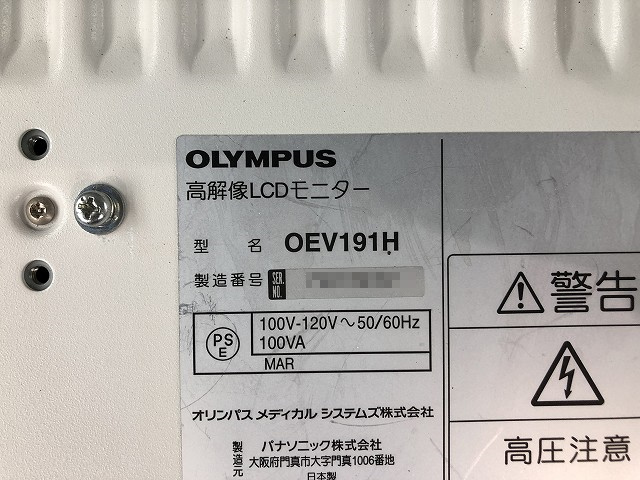 OLYMPUS
高解像LCDモニター
型 名 OEV191H
製造番号 SER. NO.
PS E
100V-120V～50/60Hz
100VA
MAR
オリンパス メディカル システムズ株式会社
製造元
パナソニック株式会社
大阪府門真市大字門真1006番地
日本製
警告
高圧注意